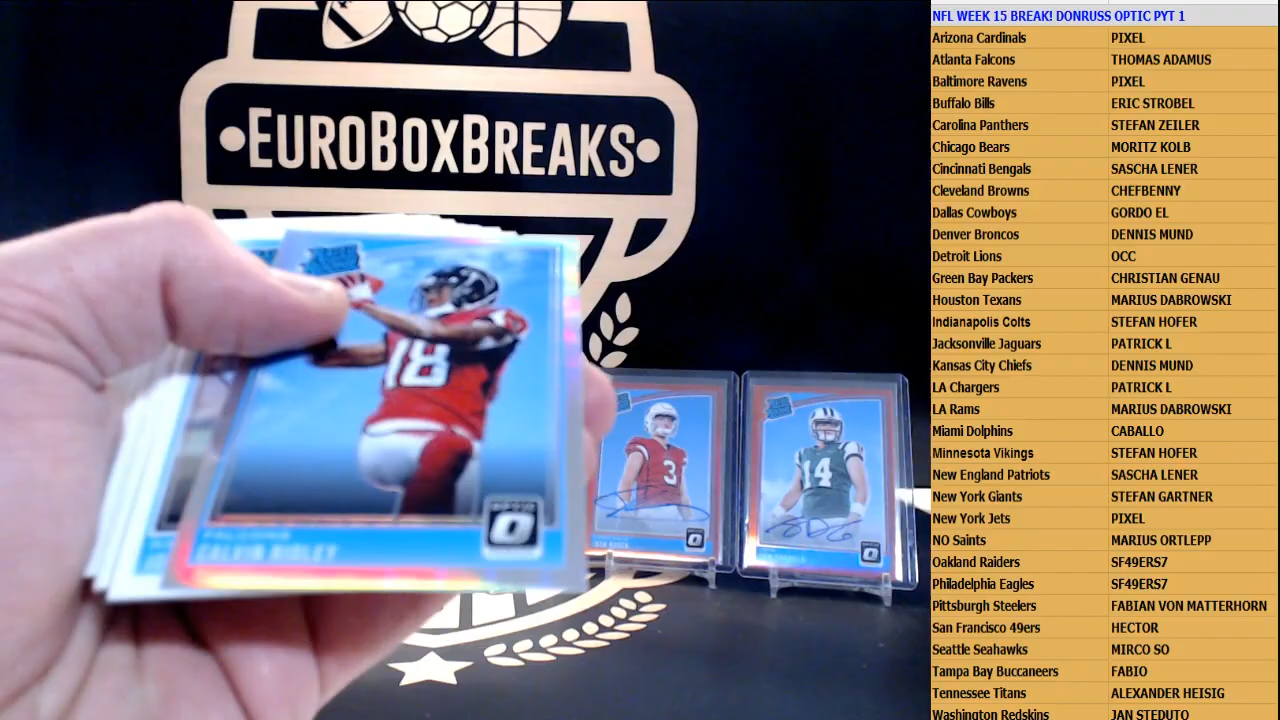 EUROBOXBREAKS
18
FALCONS
CALVIN RIDLEY
OPTIC
3
14
NFL WEEK 15 BREAK! DONRUSS OPTIC PYT 1
Arizona Cardinals PIXEL
Atlanta Falcons THOMAS ADAMUS
Baltimore Ravens PIXEL
Buffalo Bills ERIC STROBEL
Carolina Panthers STEFAN ZEILER
Chicago Bears MORITZ KOLB
Cincinnati Bengals SASCHA LENER
Cleveland Browns CHEFBENNY
Dallas Cowboys GORDO EL
Denver Broncos DENNIS MUND
Detroit Lions OCC
Green Bay Packers CHRISTIAN GENAU
Houston Texans MARIUS DABROWSKI
Indianapolis Colts STEFAN HOFER
Jacksonville Jaguars PATRICK L
Kansas City Chiefs DENNIS MUND
LA Chargers PATRICK L
LA Rams MARIUS DABROWSKI
Miami Dolphins CABALLO
Minnesota Vikings STEFAN HOFER
New England Patriots SASCHA LENER
New York Giants STEFAN GARTNER
New York Jets PIXEL
NO Saints MARIUS ORTLEPP
Oakland Raiders SF49ERS7
Philadelphia Eagles SF49ERS7
Pittsburgh Steelers FABIAN VON MATTERHORN
San Francisco 49ers HECTOR
Seattle Seahawks MIRCO SO
Tampa Bay Buccaneers FABIO
Tennessee Titans ALEXANDER HEISIG
Washington Redskins JAN STEDUTO